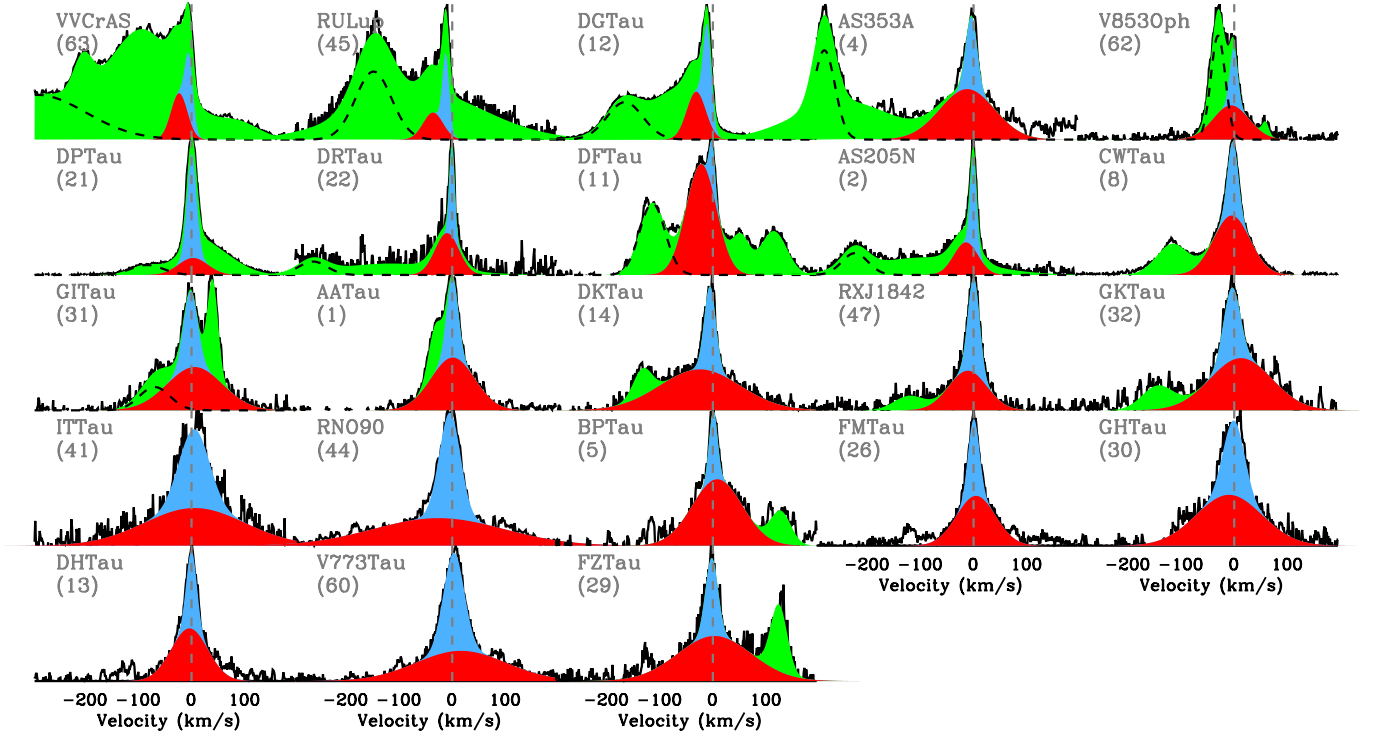 VVCrAS
(63)
RULup
(45)
DGTau
(12)
AS353A
(4)
V853Oph
(62)
DPTau
(21)
DRTau
(22)
DFTau
(11)
AS205N
(2)
CWTau
(8)
GITau
(31)
AATau
(1)
DKTau
(14)
RXJ1842
(47)
GKTau
(32)
ITTau
(41)
RNO90
(44)
BPTau
(5)
FMTau
(26)
GHTau
(30)
-200 -100 0 100
Velocity (km/s)
-200 -100 0 100
Velocity (km/s)
DHTau
(13)
V773Tau
(60)
FZTau
(29)
-200 -100 0 100
Velocity (km/s)
-200 -100 0 100
Velocity (km/s)
-200 -100 0 100
Velocity (km/s)